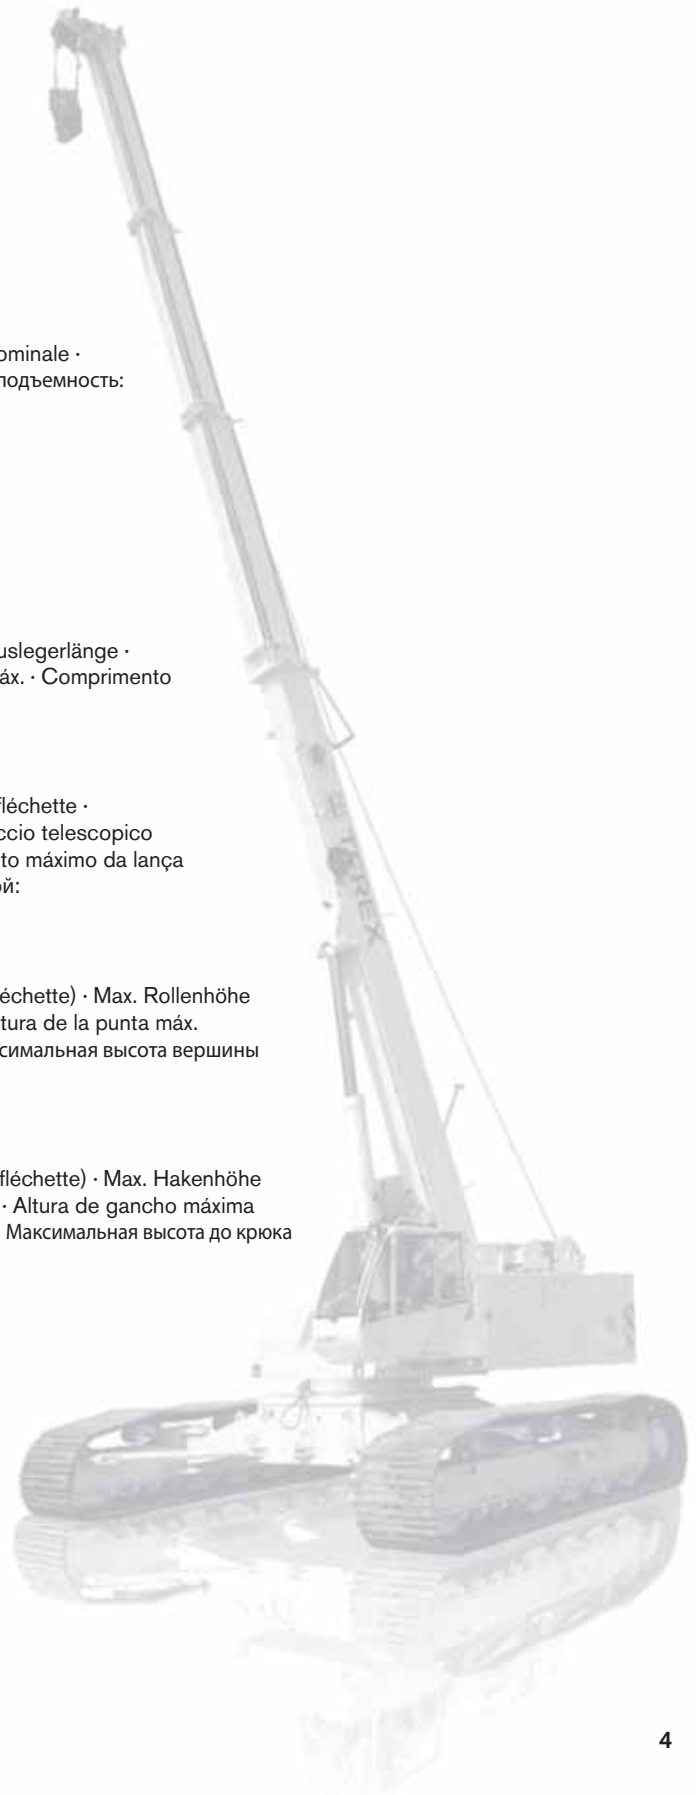 ominale ·
подъемность:
uslegerlänge ·
áx. · Comprimento
fléchette ·
ccio telescopico
to máximo da lança
ой:
échette) · Max. Rollenhöhe
tura de la punta máx.
симальная высота вершины
TEREX
fléchette) · Max. Hakenhöhe
· Altura de gancho máxima
Максимальная высота до крюка
4